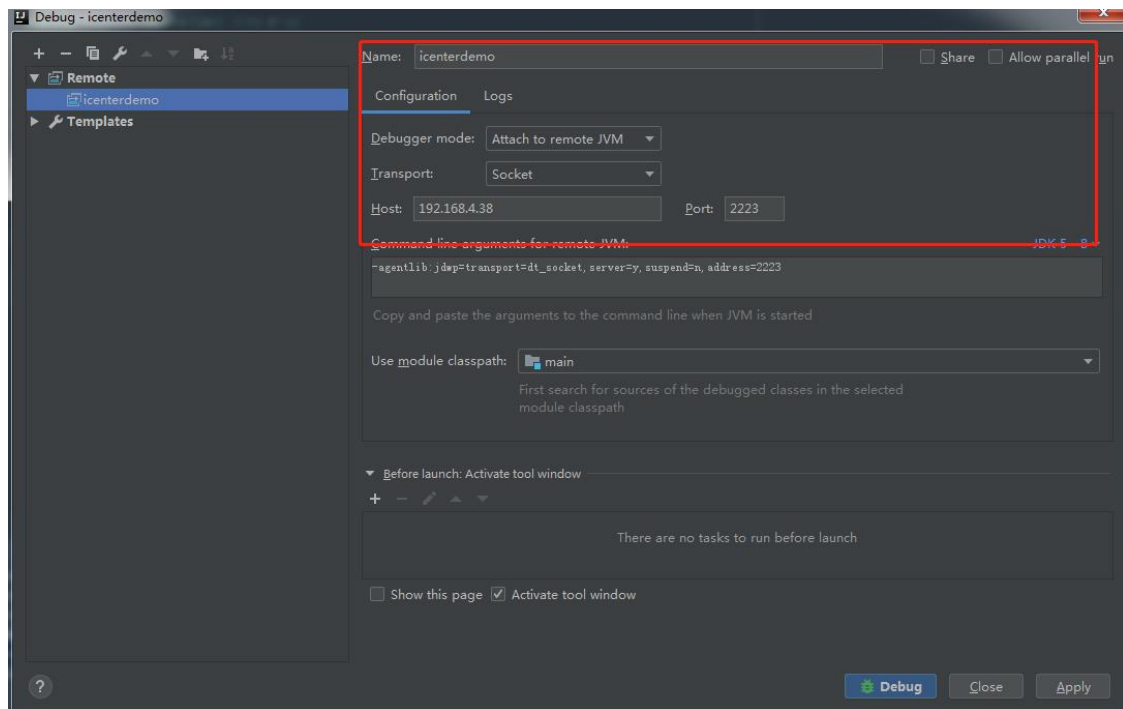 Debug - icenterdemo
Name: icenterdemo Share Allow parallel run
Remote
icenterdemo
Templates
Configuration Logs
Debugger mode: Attach to remote JVM
Transport: Socket
Host: 192.168.4.38 Port: 2223
Command line arguments for remote JVM: JDK 5 - 8
-agentlib:jdwp=transport=dt_socket,server=y,suspend=n,address=2223
Copy and paste the arguments to the command line when JVM is started
Use module classpath: main
First search for sources of the debugged classes in the selected
module classpath
Before launch: Activate tool window
There are no tasks to run before launch
Show this page Activate tool window
? Debug Close Apply